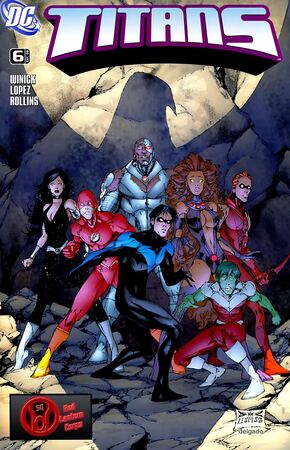 DC
TITANS
6
WINICK
LOPEZ
ROLLINS
Red
Lantern
Corps
delgado